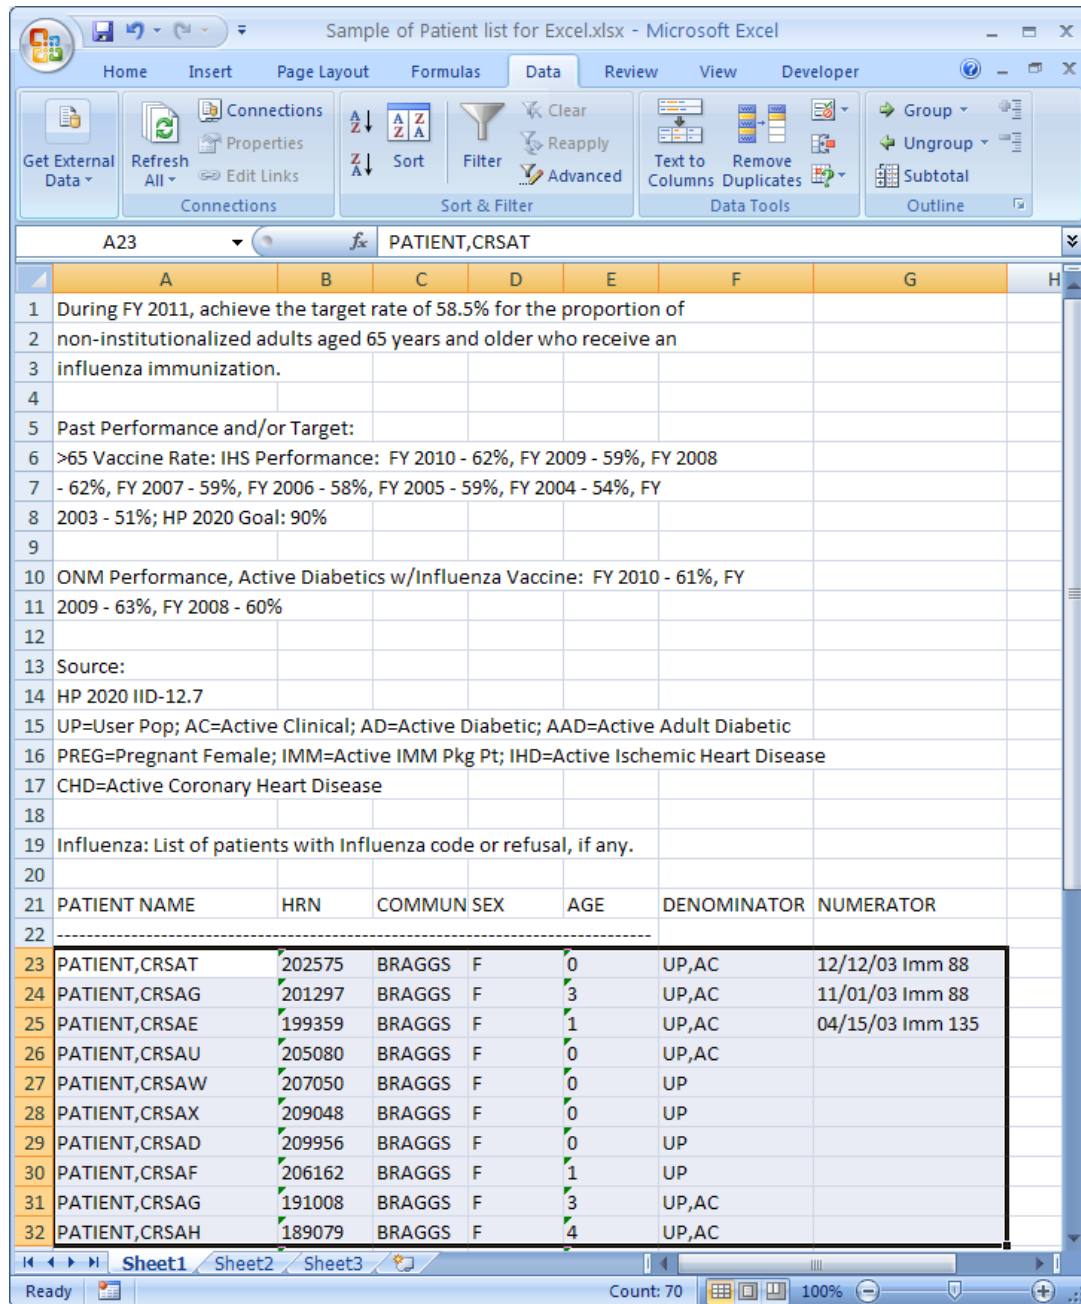 Sample of Patient list for Excel.xlsx - Microsoft Excel
Home Insert Page Layout Formulas Data Review View Developer
Get External Data
Refresh All
Connections
Properties
Edit Links
Connections
Sort
Filter
Clear
Reapply
Advanced
Sort & Filter
Text to Columns
Remove Duplicates
Data Tools
Group
Ungroup
Subtotal
Outline
A23 fx PATIENT,CRSAT
A B C D E F G H
1 During FY 2011, achieve the target rate of 58.5% for the proportion of
2 non-institutionalized adults aged 65 years and older who receive an
3 influenza immunization.
4
5 Past Performance and/or Target:
6 >65 Vaccine Rate: IHS Performance:  FY 2010 - 62%, FY 2009 - 59%, FY 2008
7 - 62%, FY 2007 - 59%, FY 2006 - 58%, FY 2005 - 59%, FY 2004 - 54%, FY
8 2003 - 51%; HP 2020 Goal: 90%
9
10 ONM Performance, Active Diabetics w/Influenza Vaccine:  FY 2010 - 61%, FY
11 2009 - 63%, FY 2008 - 60%
12
13 Source:
14 HP 2020 IID-12.7
15 UP=User Pop; AC=Active Clinical; AD=Active Diabetic; AAD=Active Adult Diabetic
16 PREG=Pregnant Female; IMM=Active IMM Pkg Pt; IHD=Active Ischemic Heart Disease
17 CHD=Active Coronary Heart Disease
18
19 Influenza: List of patients with Influenza code or refusal, if any.
20
21 PATIENT NAME HRN COMMUN SEX AGE DENOMINATOR NUMERATOR
22 --------------------------------------------------------------------------------
23 PATIENT,CRSAT 202575 BRAGGS F 0 UP,AC 12/12/03 Imm 88
24 PATIENT,CRSAG 201297 BRAGGS F 3 UP,AC 11/01/03 Imm 88
25 PATIENT,CRSAE 199359 BRAGGS F 1 UP,AC 04/15/03 Imm 135
26 PATIENT,CRSAU 205080 BRAGGS F 0 UP,AC
27 PATIENT,CRSAW 207050 BRAGGS F 0 UP
28 PATIENT,CRSAX 209048 BRAGGS F 0 UP
29 PATIENT,CRSAD 209956 BRAGGS F 0 UP
30 PATIENT,CRSAF 206162 BRAGGS F 1 UP
31 PATIENT,CRSAG 191008 BRAGGS F 3 UP,AC
32 PATIENT,CRSAH 189079 BRAGGS F 4 UP,AC
Sheet1 Sheet2 Sheet3
Ready Count: 70 100%